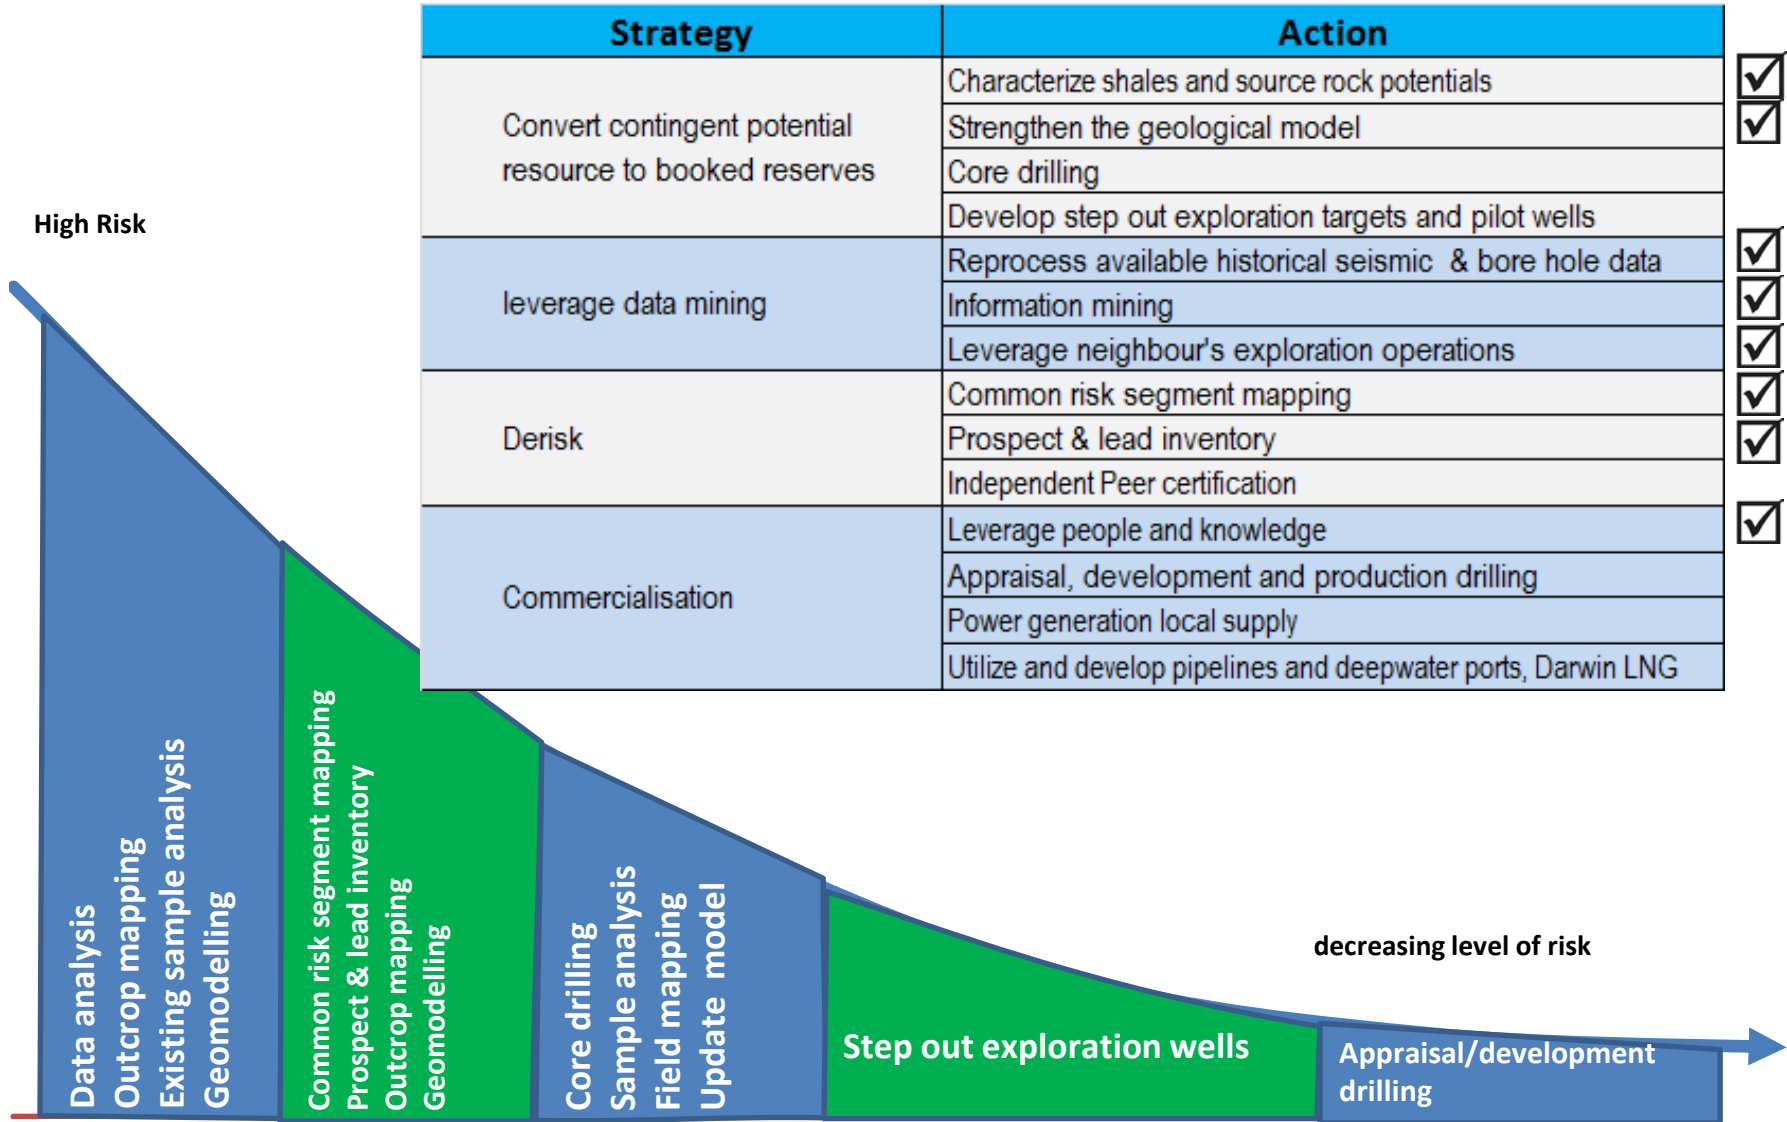 Strategy
Action
Convert contingent potential
resource to booked reserves
Characterize shales and source rock potentials
Strengthen the geological model
Core drilling
Develop step out exploration targets and pilot wells
leverage data mining
Reprocess available historical seismic & bore hole data
Information mining
Leverage neighbour's exploration operations
Derisk
Common risk segment mapping
Prospect & lead inventory
Independent Peer certification
Commercialisation
Leverage people and knowledge
Appraisal, development and production drilling
Power generation local supply
Utilize and develop pipelines and deepwater ports, Darwin LNG
High Risk
Data analysis
Outcrop mapping
Existing sample analysis
Geomodelling
Common risk segment mapping
Prospect & lead inventory
Outcrop mapping
Geomodelling
Core drilling
Sample analysis
Field mapping
Update model
Step out exploration wells
decreasing level of risk
Appraisal/development
drilling